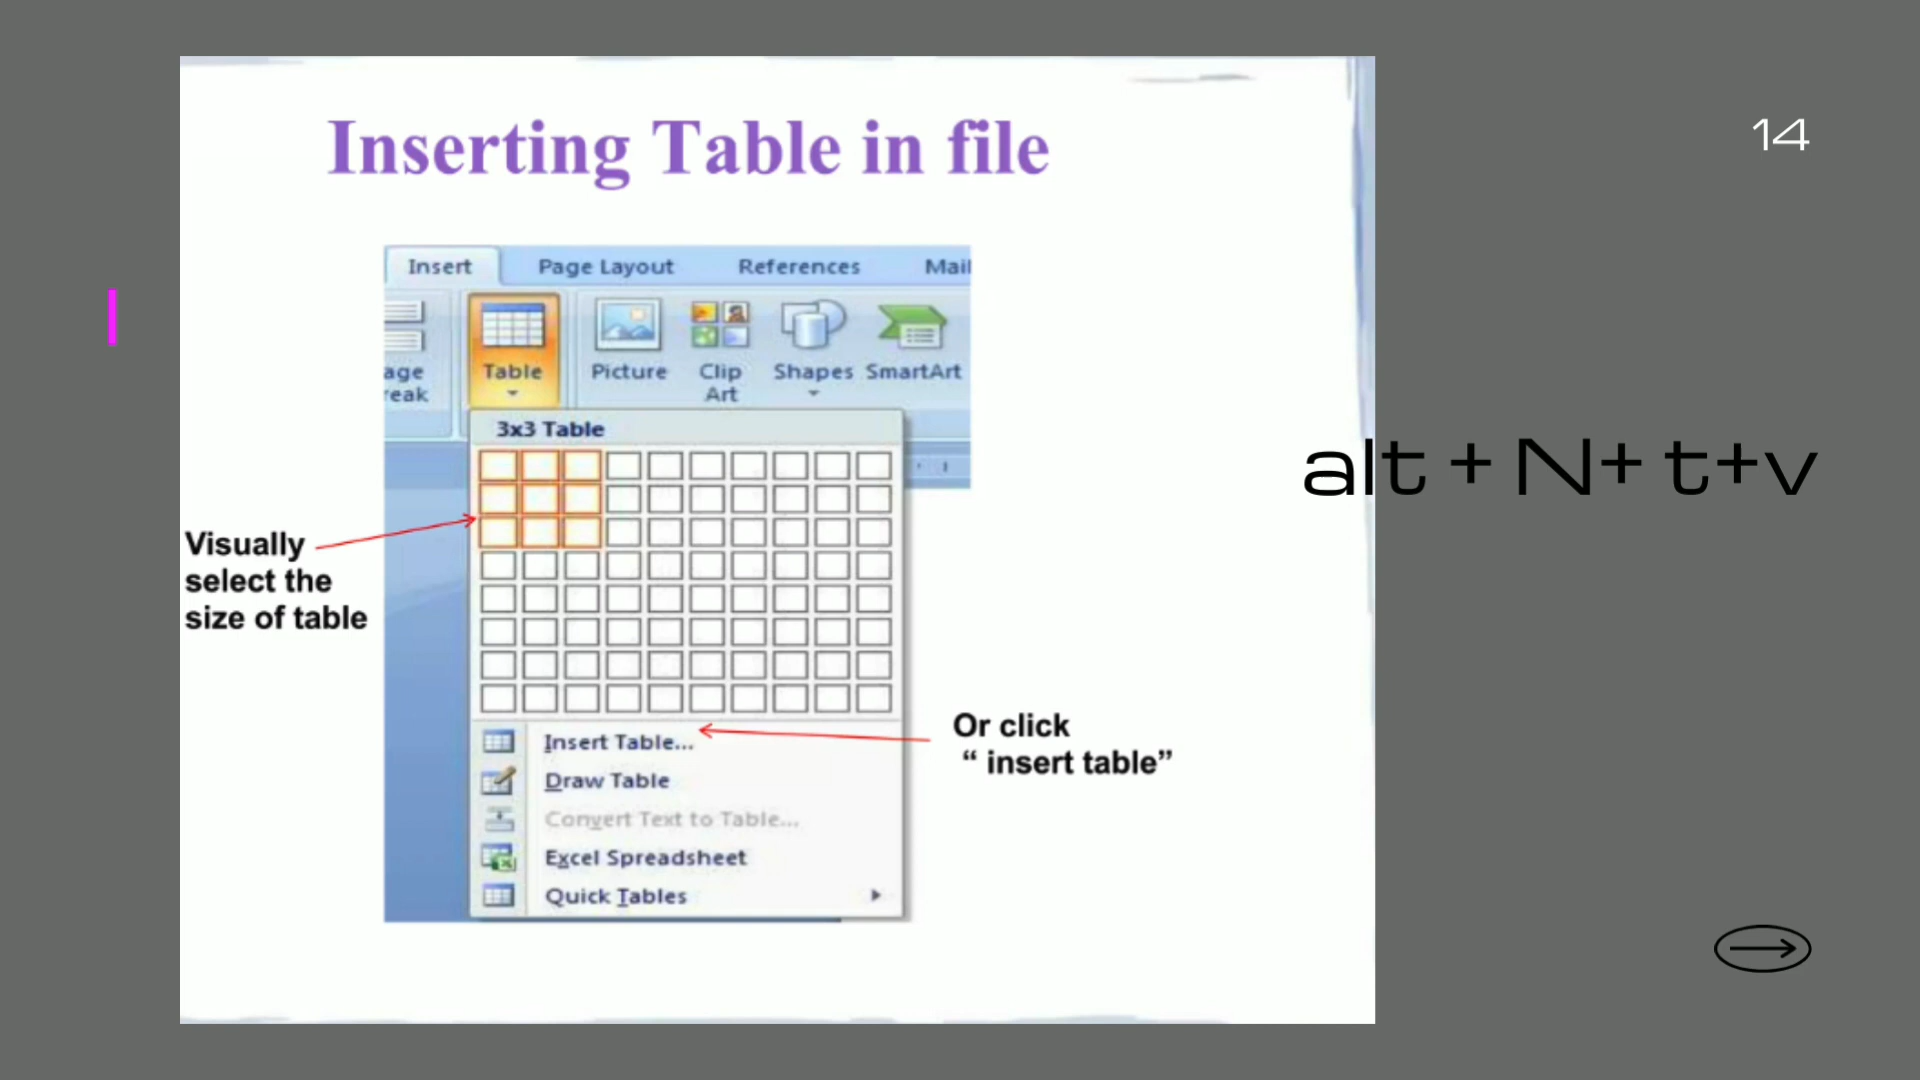 Inserting Table in file
14
Insert Page Layout References Mail
age
reak
Table
Picture
Clip
Art
Shapes
SmartArt
3x3 Table
alt + N+ t+v
Visually
select the
size of table
Insert Table...
Draw Table
Convert Text to Table...
Excel Spreadsheet
Quick Tables
Or click
“ insert table”